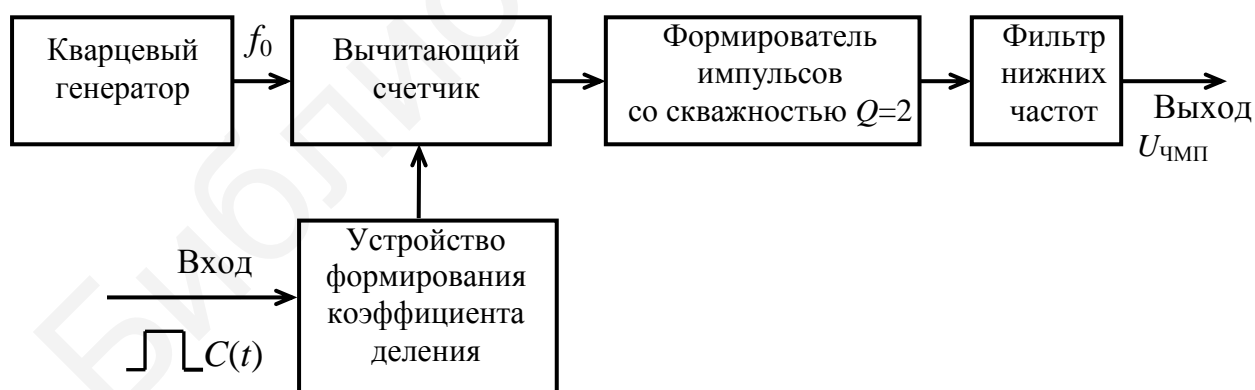 Кварцевый
генератор
f0
Вычитающий
счетчик
Формирователь
импульсов
со скважностью Q=2
Фильтр
нижних
частот
Выход
UЧМП
Вход
C(t)
Устройство
формирования
коэффициента
деления
Библио